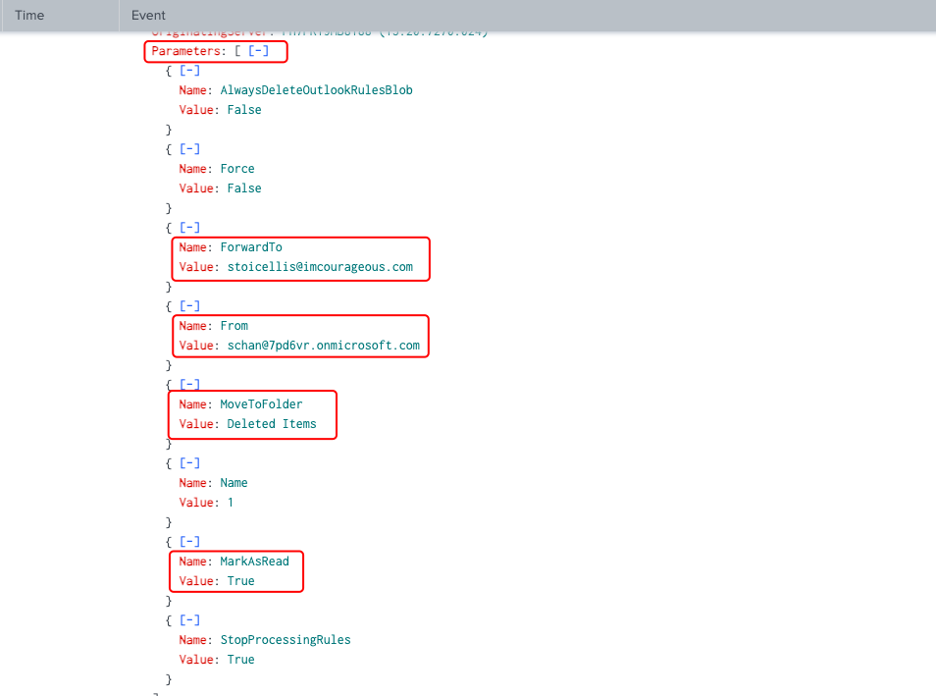 Time Event
Parameters: [ [-]
{ [-]
Name: AlwaysDeleteOutlookRulesBlob
Value: False
}
{ [-]
Name: Force
Value: False
}
{ [-]
Name: ForwardTo
Value: stoicellis@imcourageous.com
}
{ [-]
Name: From
Value: schan@7pd6vr.onmicrosoft.com
}
{ [-]
Name: MoveToFolder
Value: Deleted Items
}
{ [-]
Name: Name
Value: 1
}
{ [-]
Name: MarkAsRead
Value: True
}
{ [-]
Name: StopProcessingRules
Value: True
}